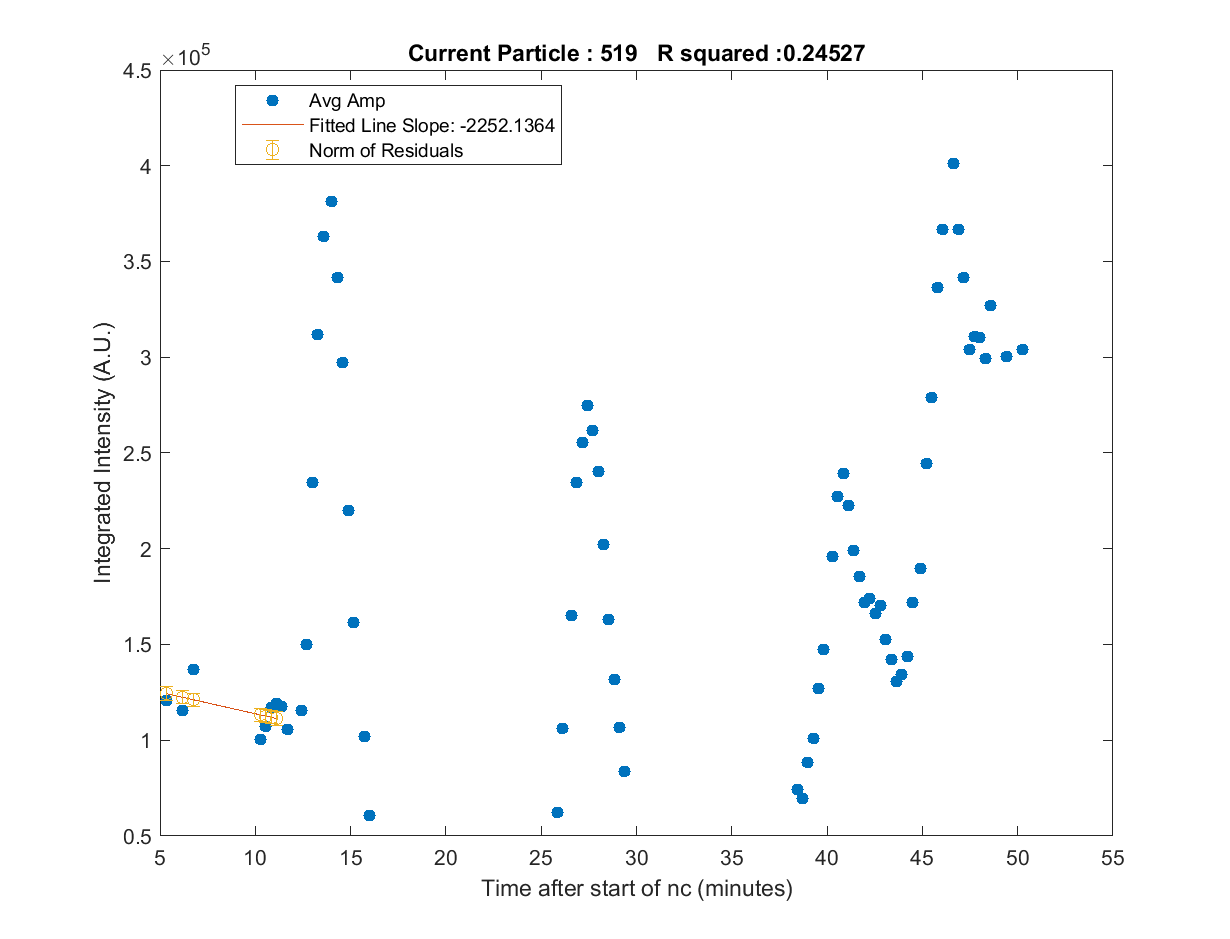 Current Particle : 519 R squared :0.24527
×10^5
4.5
4
3.5
3
2.5
2
1.5
1
0.5
Integrated Intensity (A.U.)
Avg Amp
Fitted Line Slope: -2252.1364
Norm of Residuals
5 10 15 20 25 30 35 40 45 50 55
Time after start of nc (minutes)